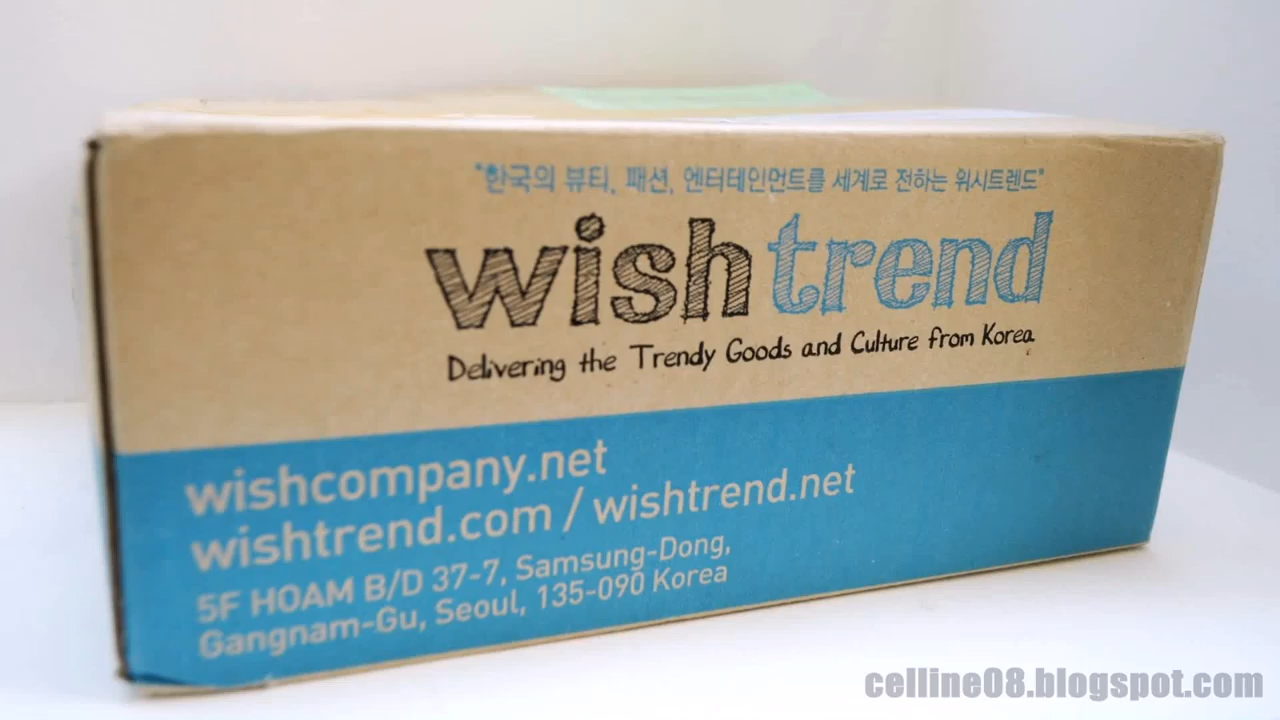 "한국의 뷰티, 패션, 엔터테인먼트를 세계로 전하는 위시트렌드"
wish trend
Delivering the Trendy Goods and Culture from Korea
wishcompany.net
wishtrend.com / wishtrend.net
5F HOAM B/D 37-7, Samsung-Dong,
Gangnam-Gu, Seoul, 135-090 Korea
celline08.blogspot.com